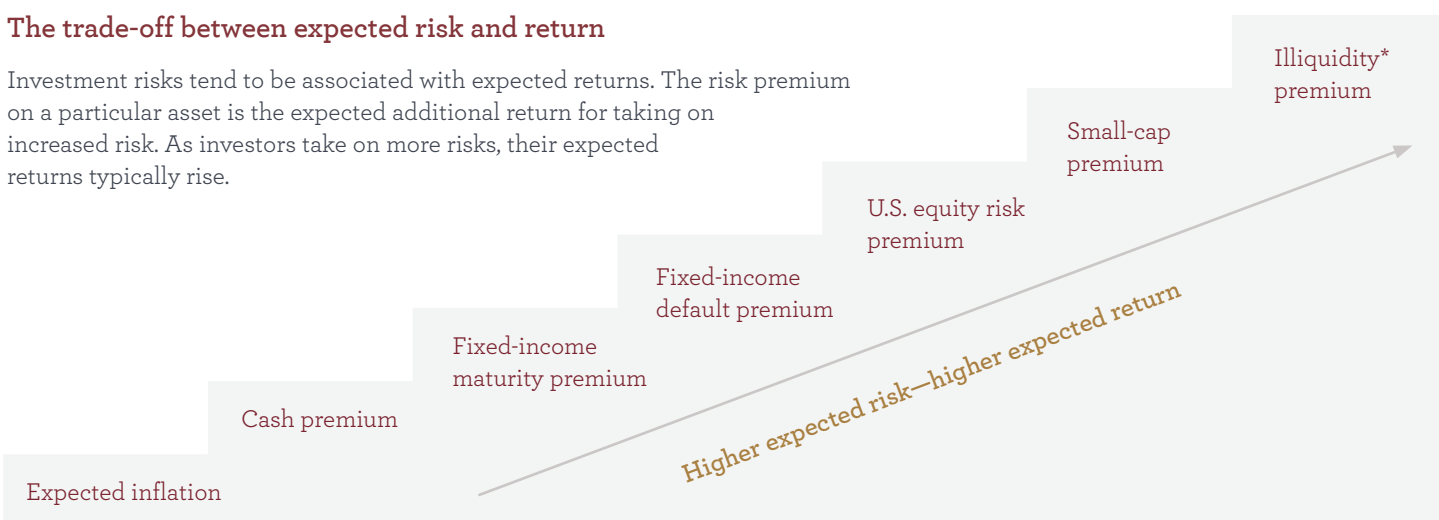 The trade-off between expected risk and return
Investment risks tend to be associated with expected returns. The risk premium
on a particular asset is the expected additional return for taking on
increased risk. As investors take on more risks, their expected
returns typically rise.
Illiquidity*
premium
Small-cap
premium
U.S. equity risk
premium
Fixed-income
default premium
Fixed-income
maturity premium
Cash premium
Expected inflation
Higher expected risk—higher expected return